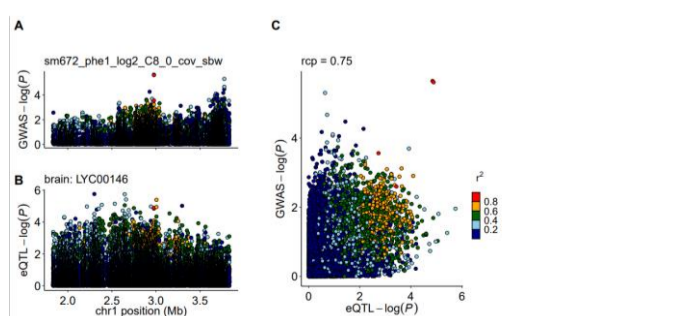 A
sm672_phe1_log2_C8_0_cov_sbw
GWAS−log(P)
4
2
0
B
brain: LYC00146
eQTL−log(P)
6
4
2
0
2.0 2.5 3.0 3.5
chr1 position (Mb)
C
rcp = 0.75
GWAS−log(P)
4
2
0
0 2 4 6
eQTL−log(P)
r²
0.8
0.6
0.4
0.2